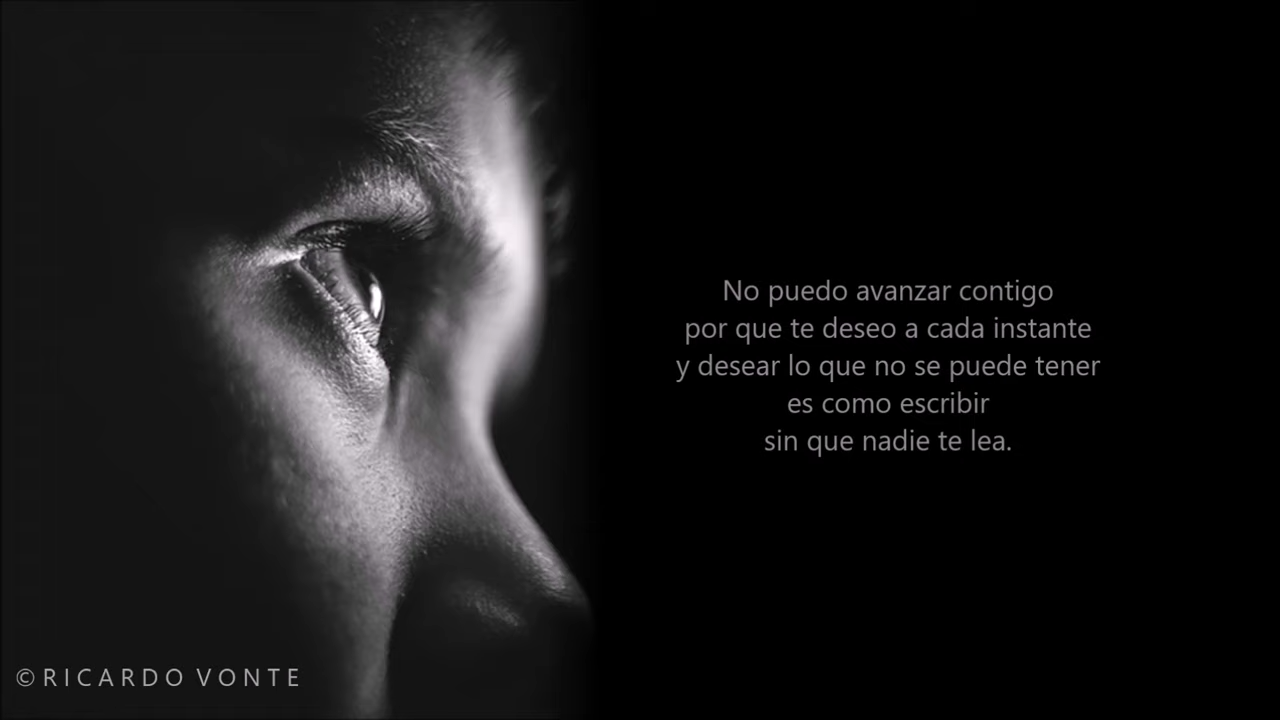 No puedo avanzar contigo
por que te deseo a cada instante
y desear lo que no se puede tener
es como escribir
sin que nadie te lea.
©RICARDO VONTE